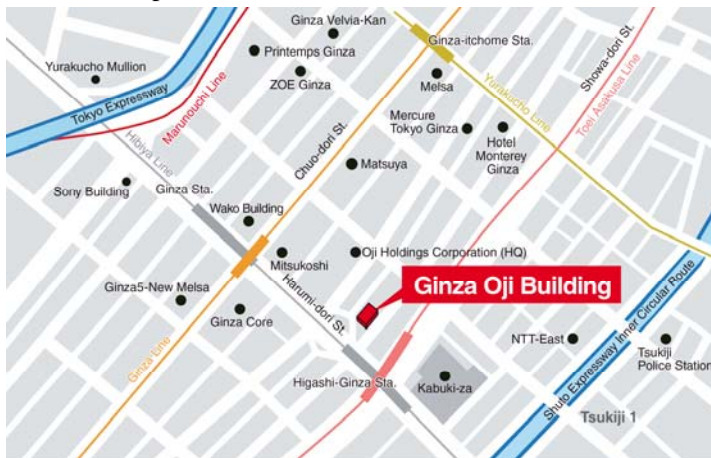 Ginza Velvia-Kan
Printemps Ginza
Ginza-itchome Sta.
Yurakucho Mullion
ZOE Ginza
Melsa
Showa-dori St.
Toei Asakusa Line
Tokyo Expressway
Marunouchi Line
Yurakucho Line
Mercure
Tokyo Ginza
Hotel
Monterey
Ginza
Hibiya Line
Chuo-dori St.
Matsuya
Sony Building
Ginza Sta.
Wako Building
Mitsukoshi
Oji Holdings Corporation (HQ)
Ginza Oji Building
Ginza5-New Melsa
Ginza Core
Harumi-dori St.
Ginza Line
NTT-East
Shuto Expressway Inner Circular Route
Tsukiji
Police Station
Higashi-Ginza Sta.
Kabuki-za
Tsukiji 1